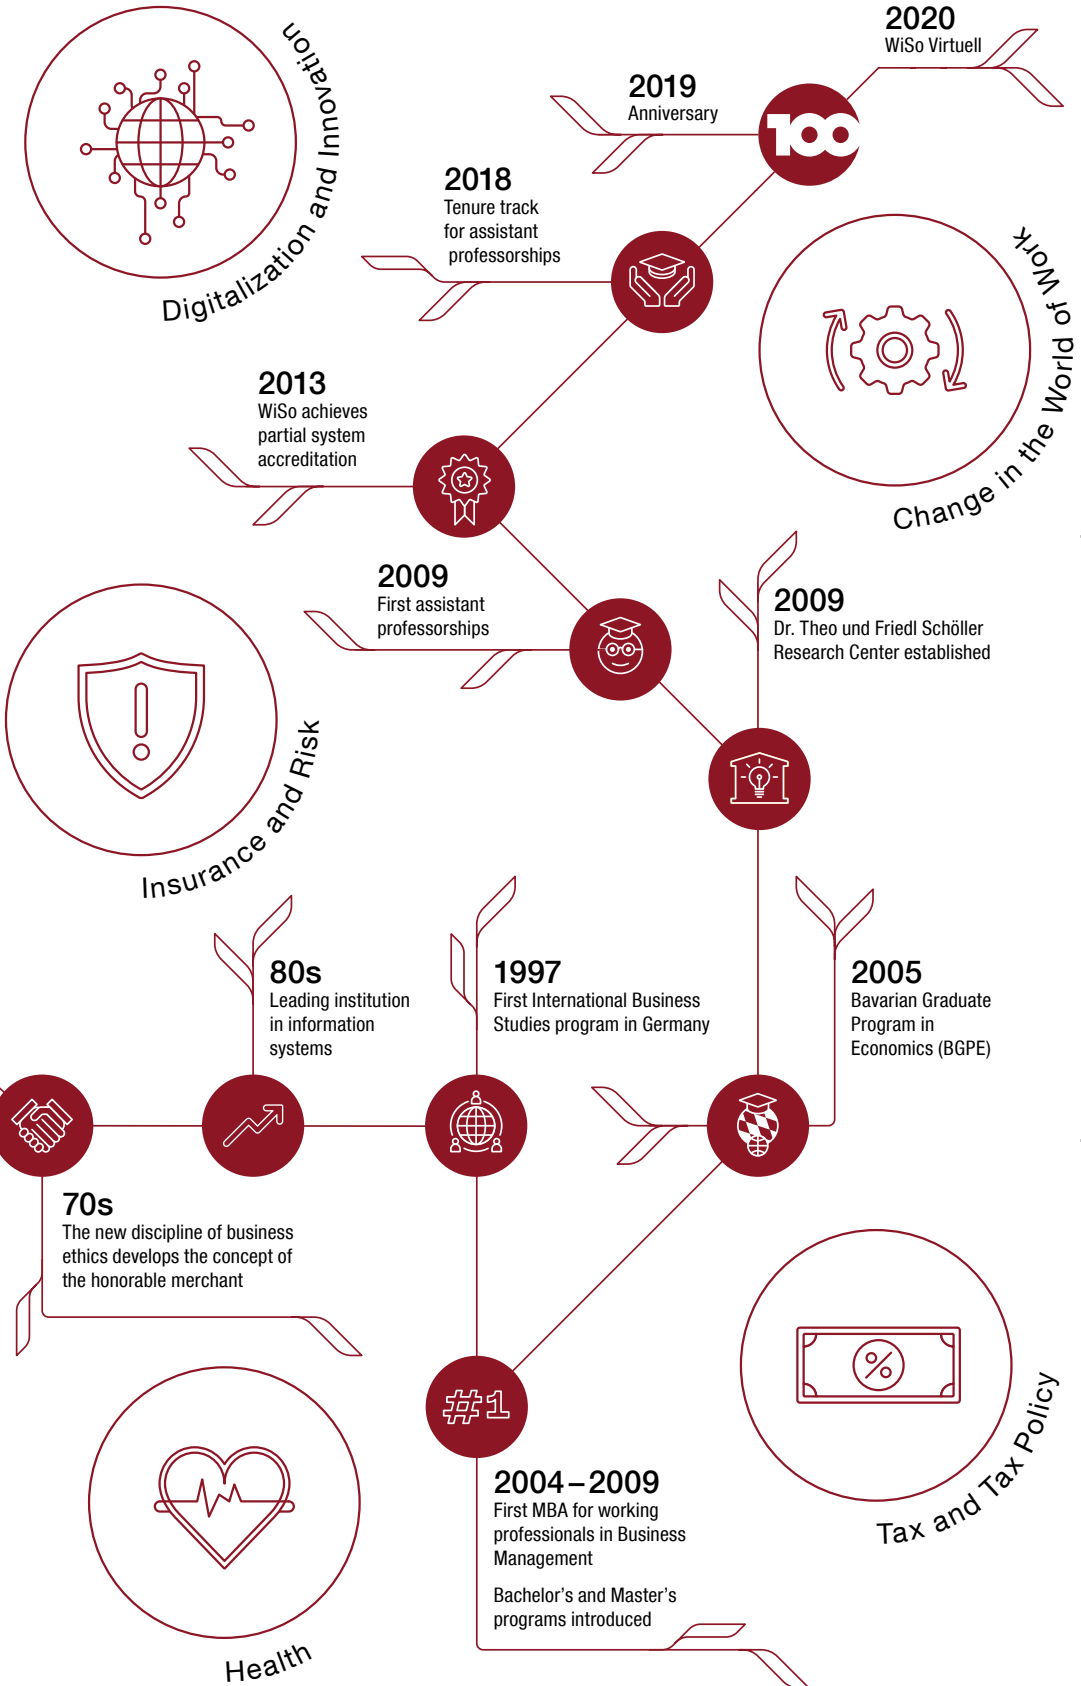 2020
WiSo Virtuell
2019
Anniversary
100
Digitalization and Innovation
2018
Tenure track
for assistant
professorships
Change in the World of Work
2013
WiSo achieves
partial system
accreditation
2009
First assistant
professorships
2009
Dr. Theo und Friedl Schöller
Research Center established
Insurance and Risk
80s
Leading institution
in information
systems
1997
First International Business
Studies program in Germany
2005
Bavarian Graduate
Program in
Economics (BGPE)
70s
The new discipline of business
ethics develops the concept of
the honorable merchant
#1
%
Tax and Tax Policy
2004–2009
First MBA for working
professionals in Business
Management
Bachelor’s and Master’s
programs introduced
Health